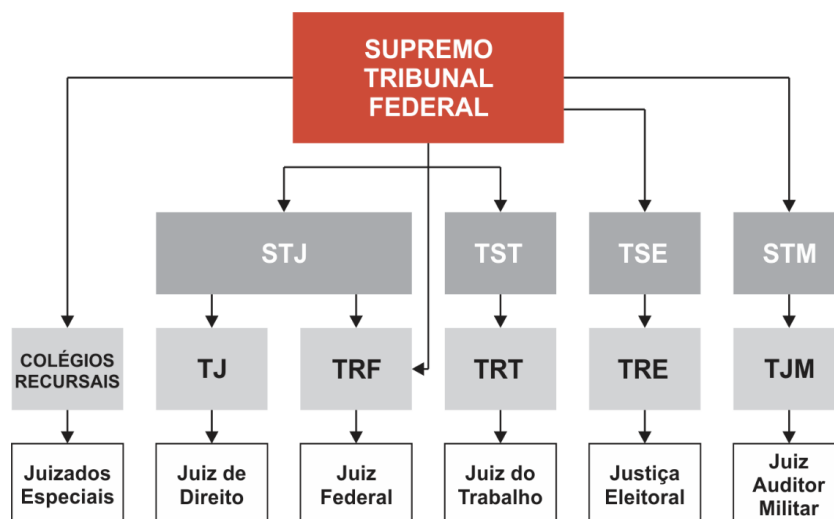 SUPREMO
TRIBUNAL
FEDERAL
STJ
TST
TSE
STM
COLÉGIOS
RECURSAIS
TJ
TRF
TRT
TRE
TJM
Juizados
Especiais
Juiz de
Direito
Juiz
Federal
Juiz do
Trabalho
Justiça
Eleitoral
Juiz
Auditor
Militar